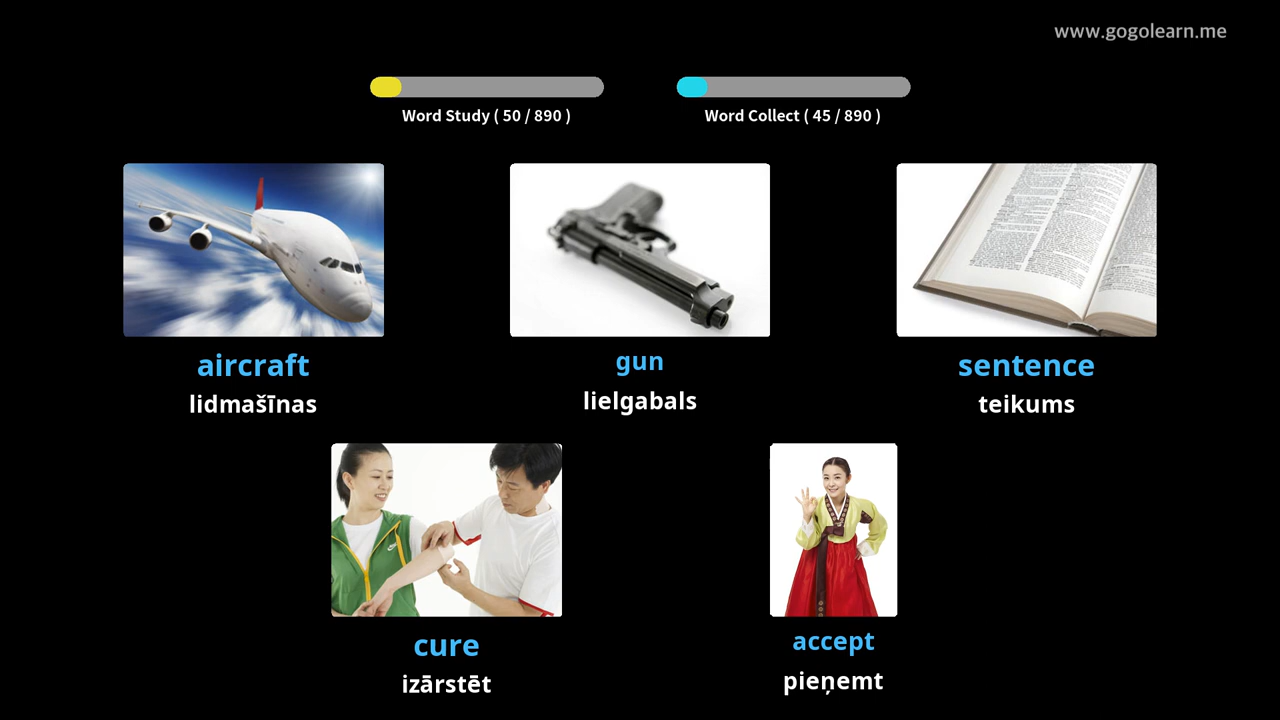 www.gogolearn.me
Word Study ( 50 / 890 )
Word Collect ( 45 / 890 )
aircraft
lidmašīnas
gun
lielgabals
sentence
teikums
cure
izārstēt
accept
pieņemt